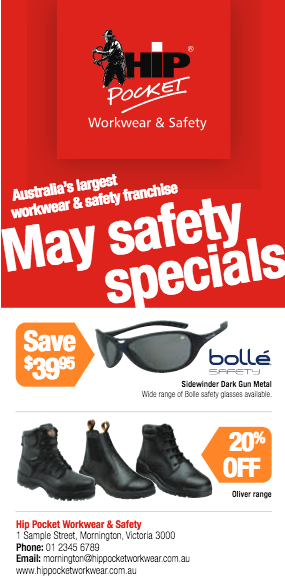 HIP®
POCKET
Workwear & Safety
Australia's largest
workwear & safety franchise
May safety
specials
Save
$39.95
bollé
SAFETY
Sidewinder Dark Gun Metal
Wide range of Bolle safety glasses available.
20%
OFF
Oliver range
Hip Pocket Workwear & Safety
1 Sample Street, Mornington, Victoria 3000
Phone: 01 2345 6789
Email: mornington@hippocketworkwear.com.au
www.hippocketworkwear.com.au